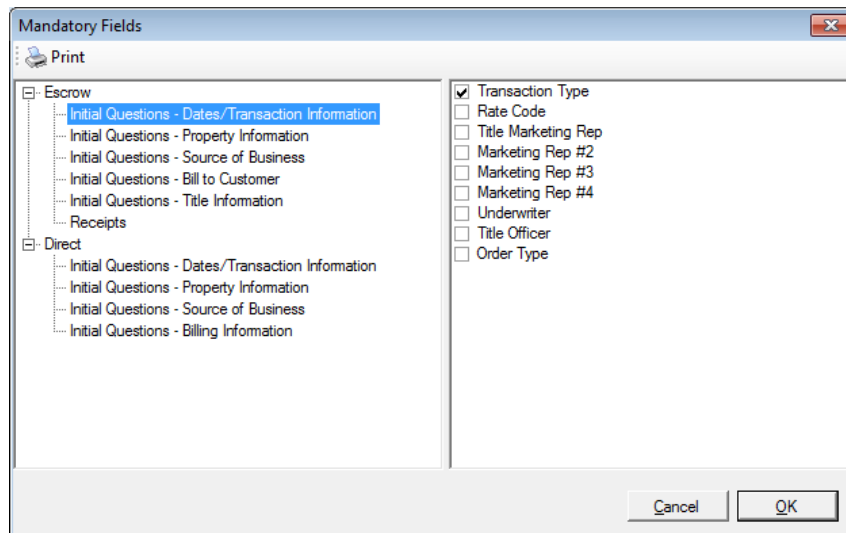 Mandatory Fields
Print
Escrow
Initial Questions - Dates/Transaction Information
Initial Questions - Property Information
Initial Questions - Source of Business
Initial Questions - Bill to Customer
Initial Questions - Title Information
Receipts
Direct
Initial Questions - Dates/Transaction Information
Initial Questions - Property Information
Initial Questions - Source of Business
Initial Questions - Billing Information
Transaction Type
Rate Code
Title Marketing Rep
Marketing Rep #2
Marketing Rep #3
Marketing Rep #4
Underwriter
Title Officer
Order Type
Cancel
OK